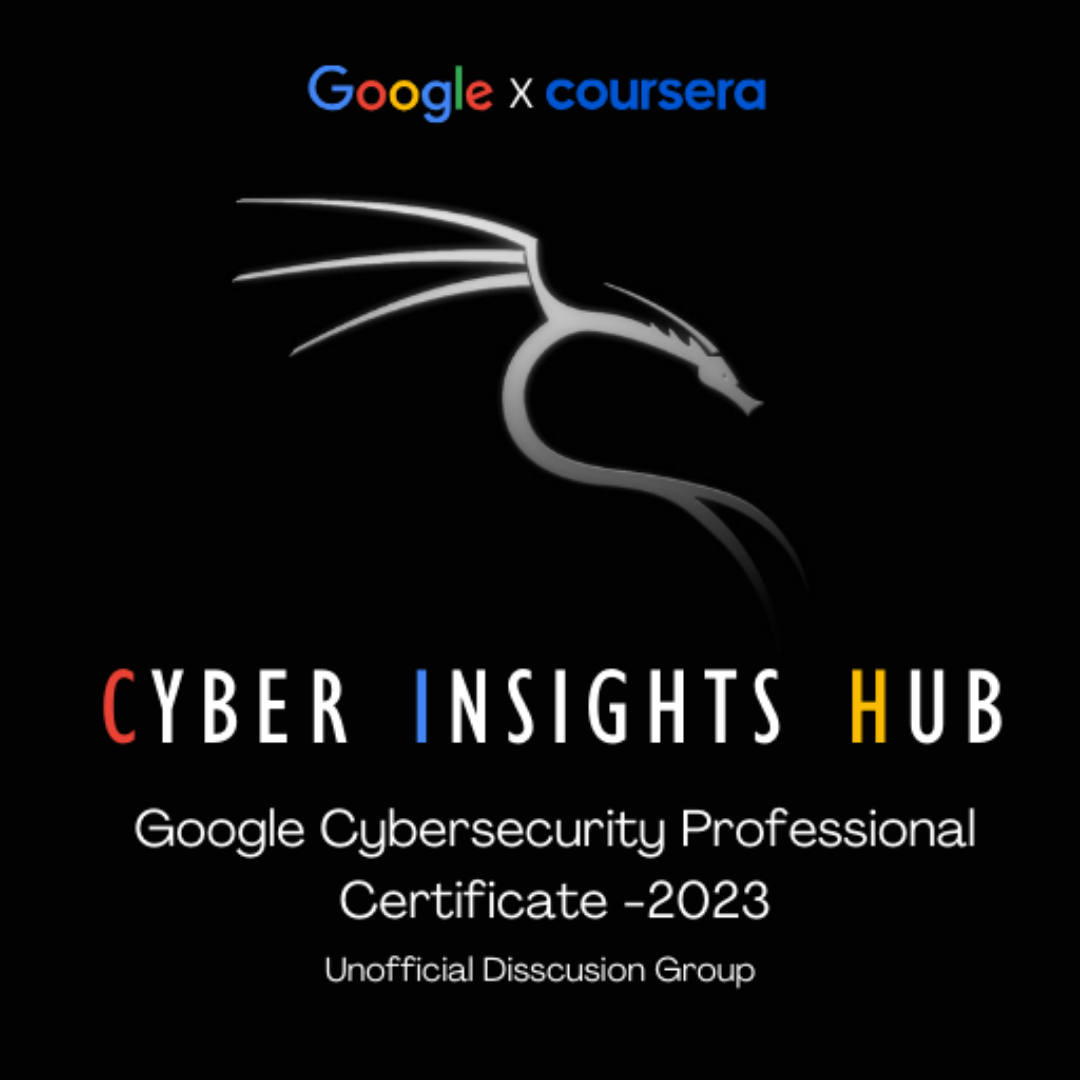 Google X coursera
CYBER INSIGHTS HUB
Google Cybersecurity Professional
Certificate -2023
Unofficial Disscusion Group